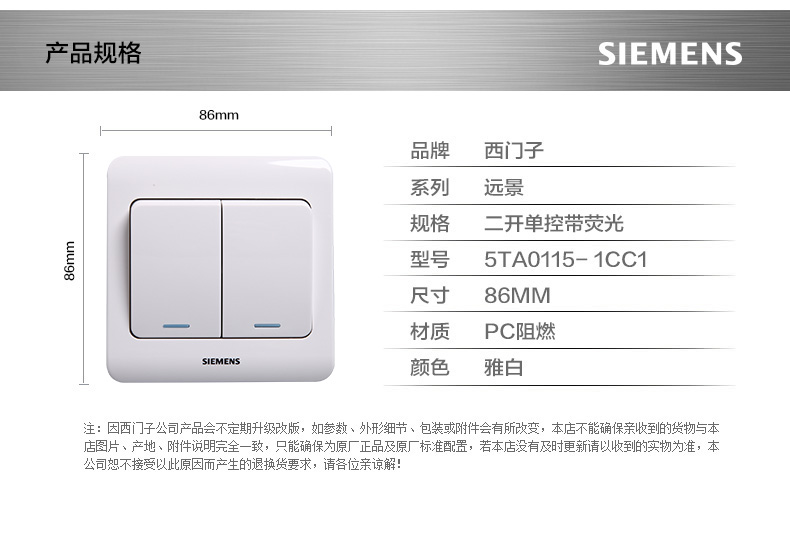 产品规格
SIEMENS
86mm
86mm
SIEMENS
品牌 西门子
系列 远景
规格 二开单控带荧光
型号 5TA0115- 1CC1
尺寸 86MM
材质 PC阻燃
颜色 雅白
注：因西门子公司产品会不定期升级改版，如参数、外形细节、包装或附件会有所改变，本店不能确保亲收到的货物与本
店图片、产地、附件说明完全一致，只能确保为原厂正品及原厂标准配置，若本店没有及时更新请以收到的实物为准，本
公司恕不接受以此原因而产生的退换货要求，请各位亲谅解！